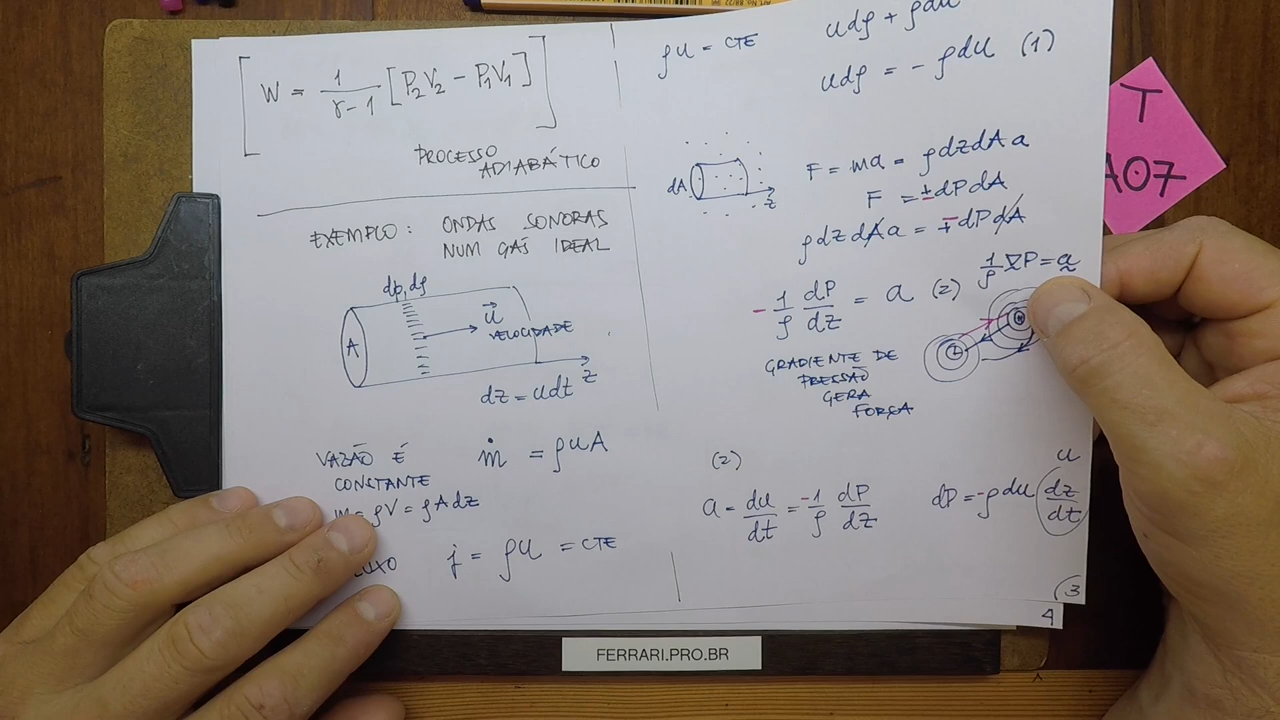 W = 1/(γ-1) [P₂V₂ - P₁V₁]
PROCESSO
ADIABÁTICO
EXEMPLO: ONDAS SONORAS
NUM GÁS IDEAL
dp, dρ
A
u⃗
VELOCIDADE
z
dz = udt
VAZÃO É
CONSTANTE
ṁ = ρuA
m = ρV = ρAdz
j = ρu = CTE
ρu = CTE
udρ + ρdu
udρ = - ρdu (1)
dA
z
F = ma = ρdzdA a
F = ±dPdA
ρdzdA a = ∓dPdA
-1/ρ dP/dz = a (2)
1/ρ ∇P = a
GRADIENTE DE
PRESSÃO
GERA
FORÇA
L
(2)
u
a = du/dt = -1/ρ dP/dz
dP = -ρdu dz/dt
3
4
T
A07
FERRARI.PRO.BR